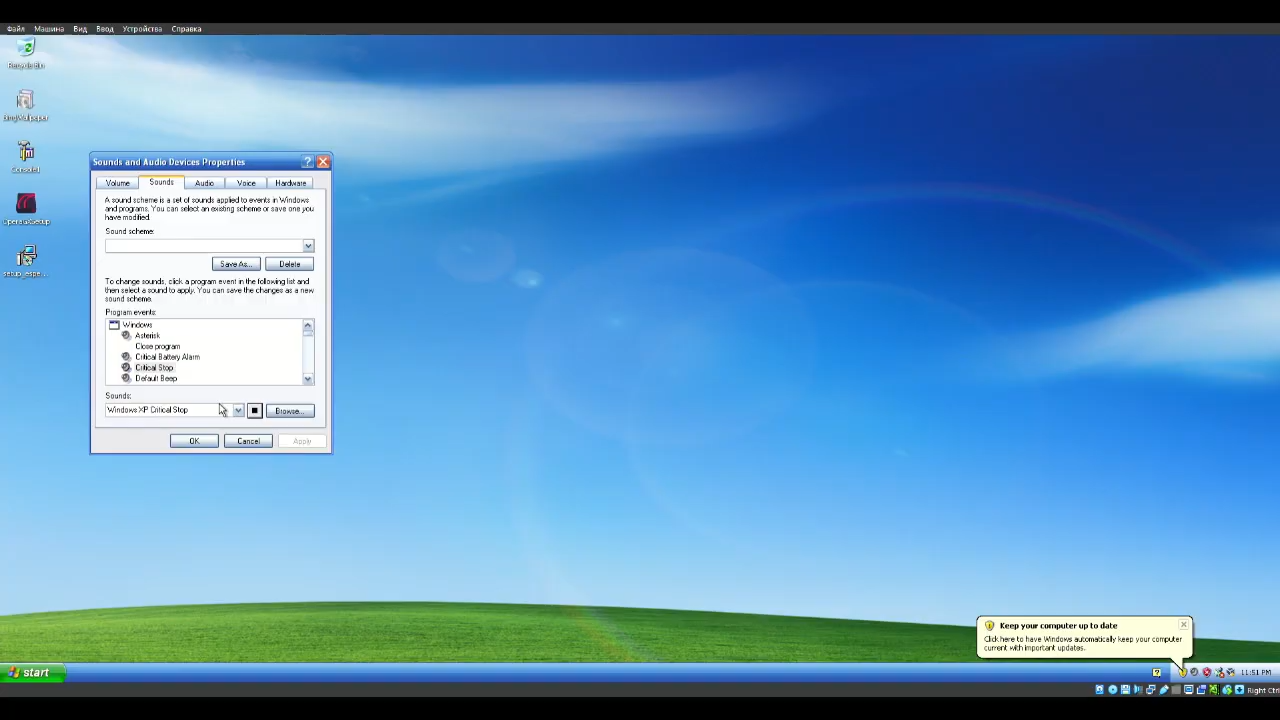 Файл Машина Вид Ввод Устройства Справка
Recycle Bin
BingWallpaper
Console1
OperaGXSetup
setup_espe...
Sounds and Audio Devices Properties
Volume Sounds Audio Voice Hardware
A sound scheme is a set of sounds applied to events in Windows
and programs. You can select an existing scheme or save one you
have modified.
Sound scheme:
Save As... Delete
To change sounds, click a program event in the following list and
then select a sound to apply. You can save the changes as a new
sound scheme.
Program events:
Windows
Asterisk
Close program
Critical Battery Alarm
Critical Stop
Default Beep
Sounds:
Windows XP Critical Stop
Browse...
OK Cancel Apply
Keep your computer up to date
Click here to have Windows automatically keep your computer
current with important updates.
start
11:51 PM
Right Ctrl